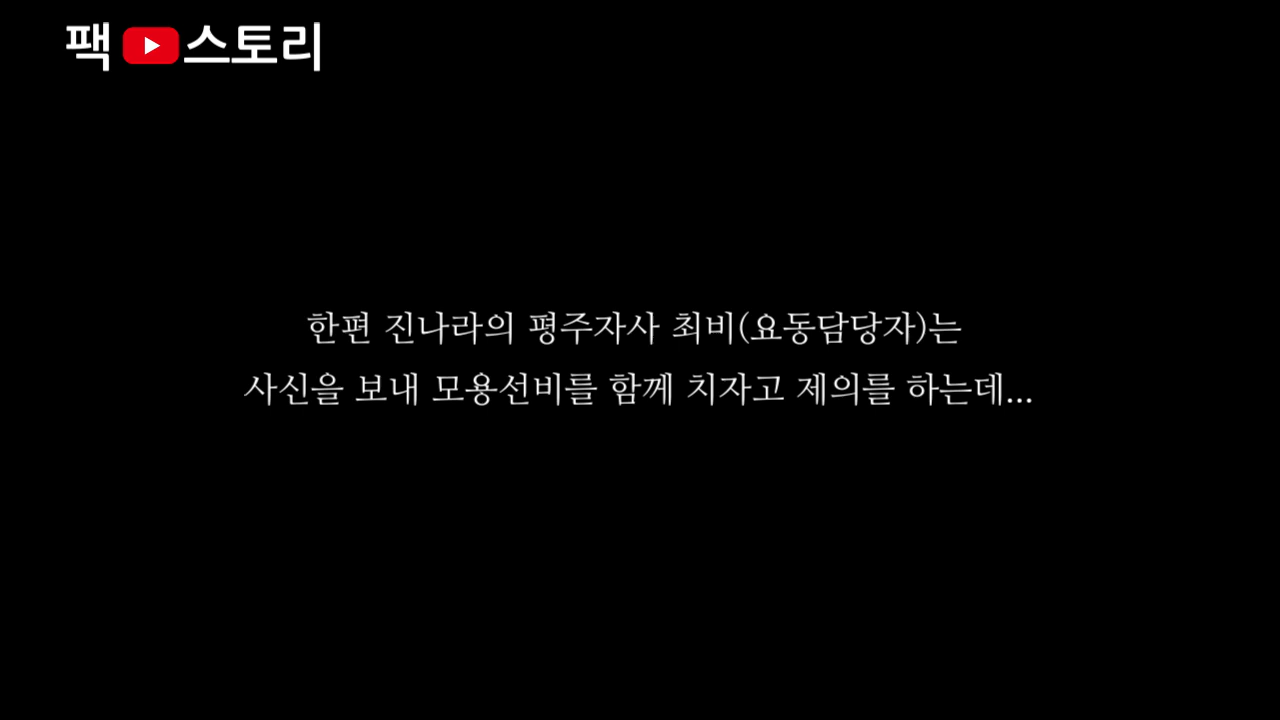 팩 스토리
한편 진나라의 평주자사 최비(요동담당자)는
사신을 보내 모용선비를 함께 치자고 제의를 하는데...